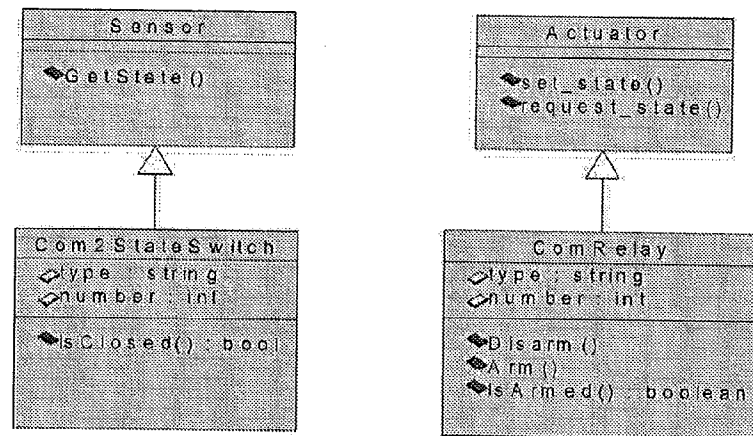 Sensor
GetState()
Actuator
set_state()
request_state()
Com2StateSwitch
type : string
number : int
IsClosed() : bool
ComRelay
type : string
number : int
Disarm()
Arm()
IsArmed() : boolean